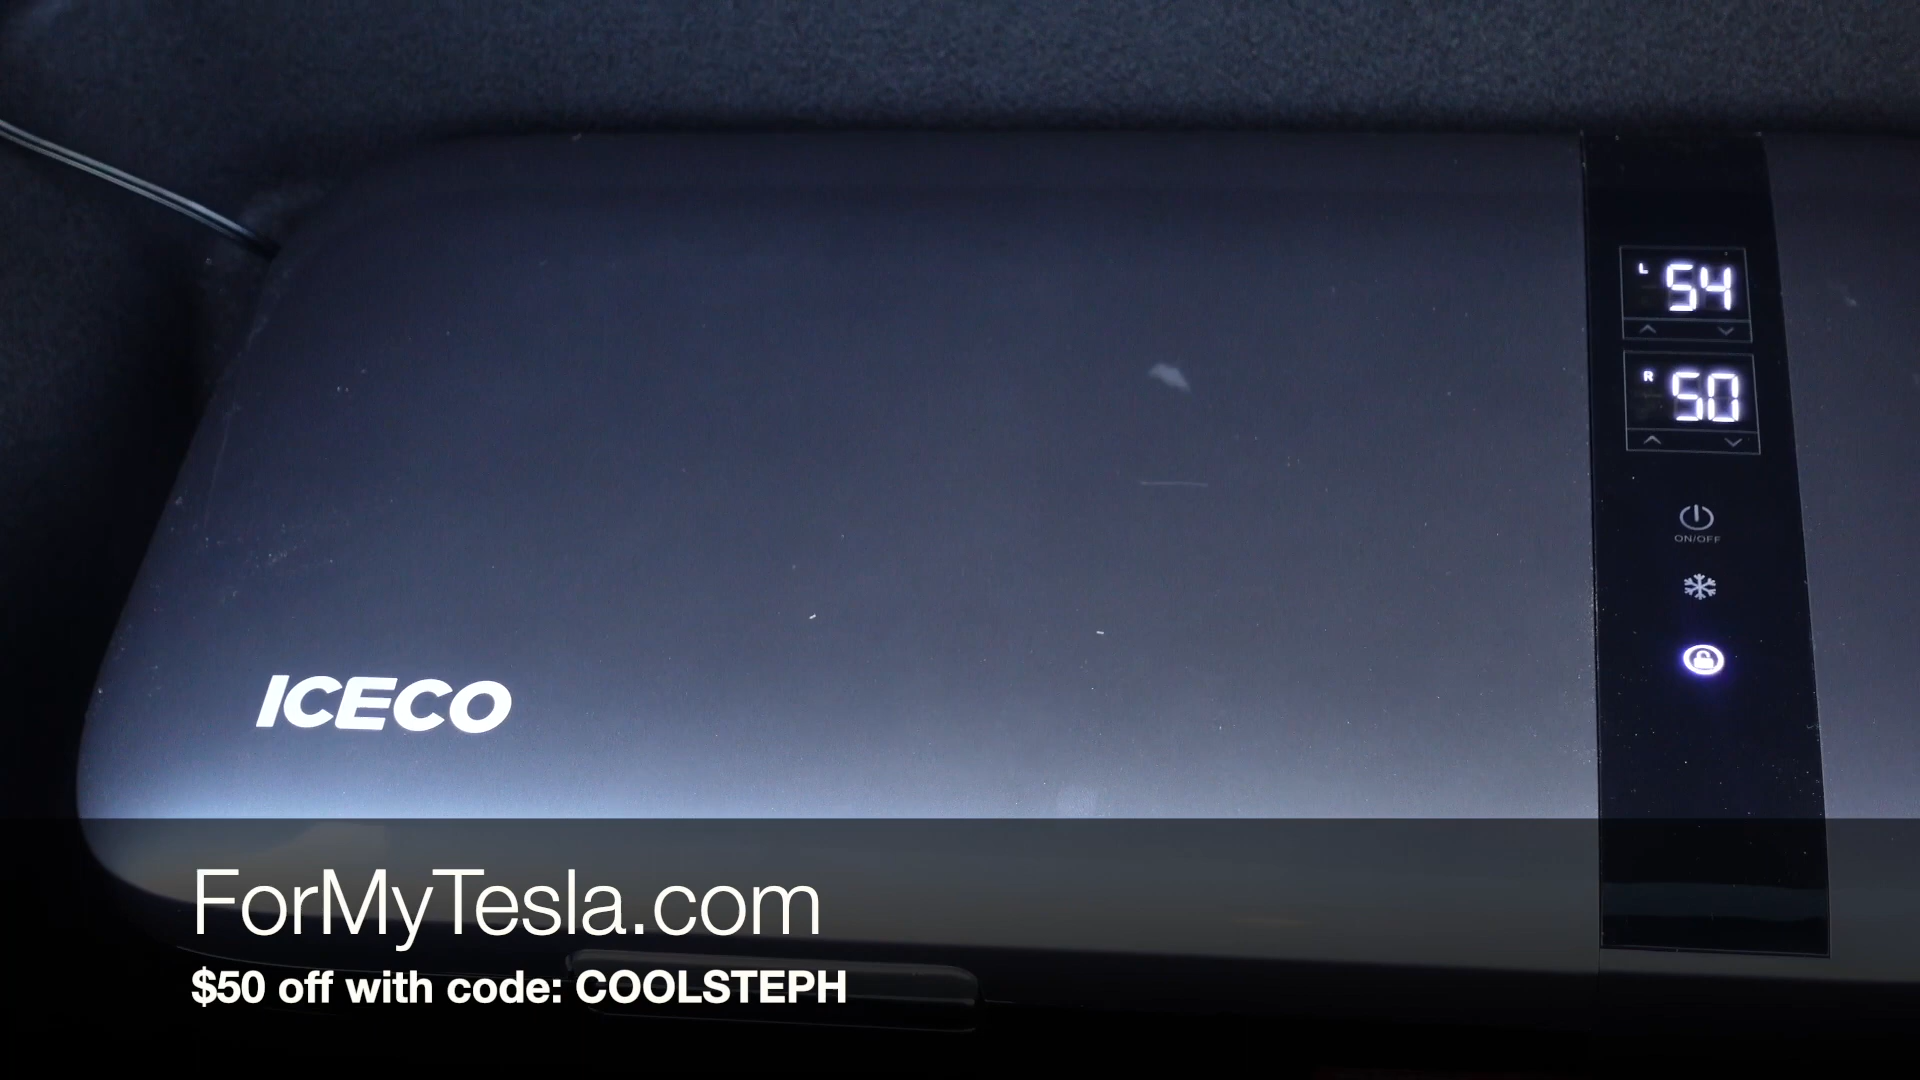 L 54
R 50
ON/OFF
ICECO
ForMyTesla.com
$50 off with code: COOLSTEPH